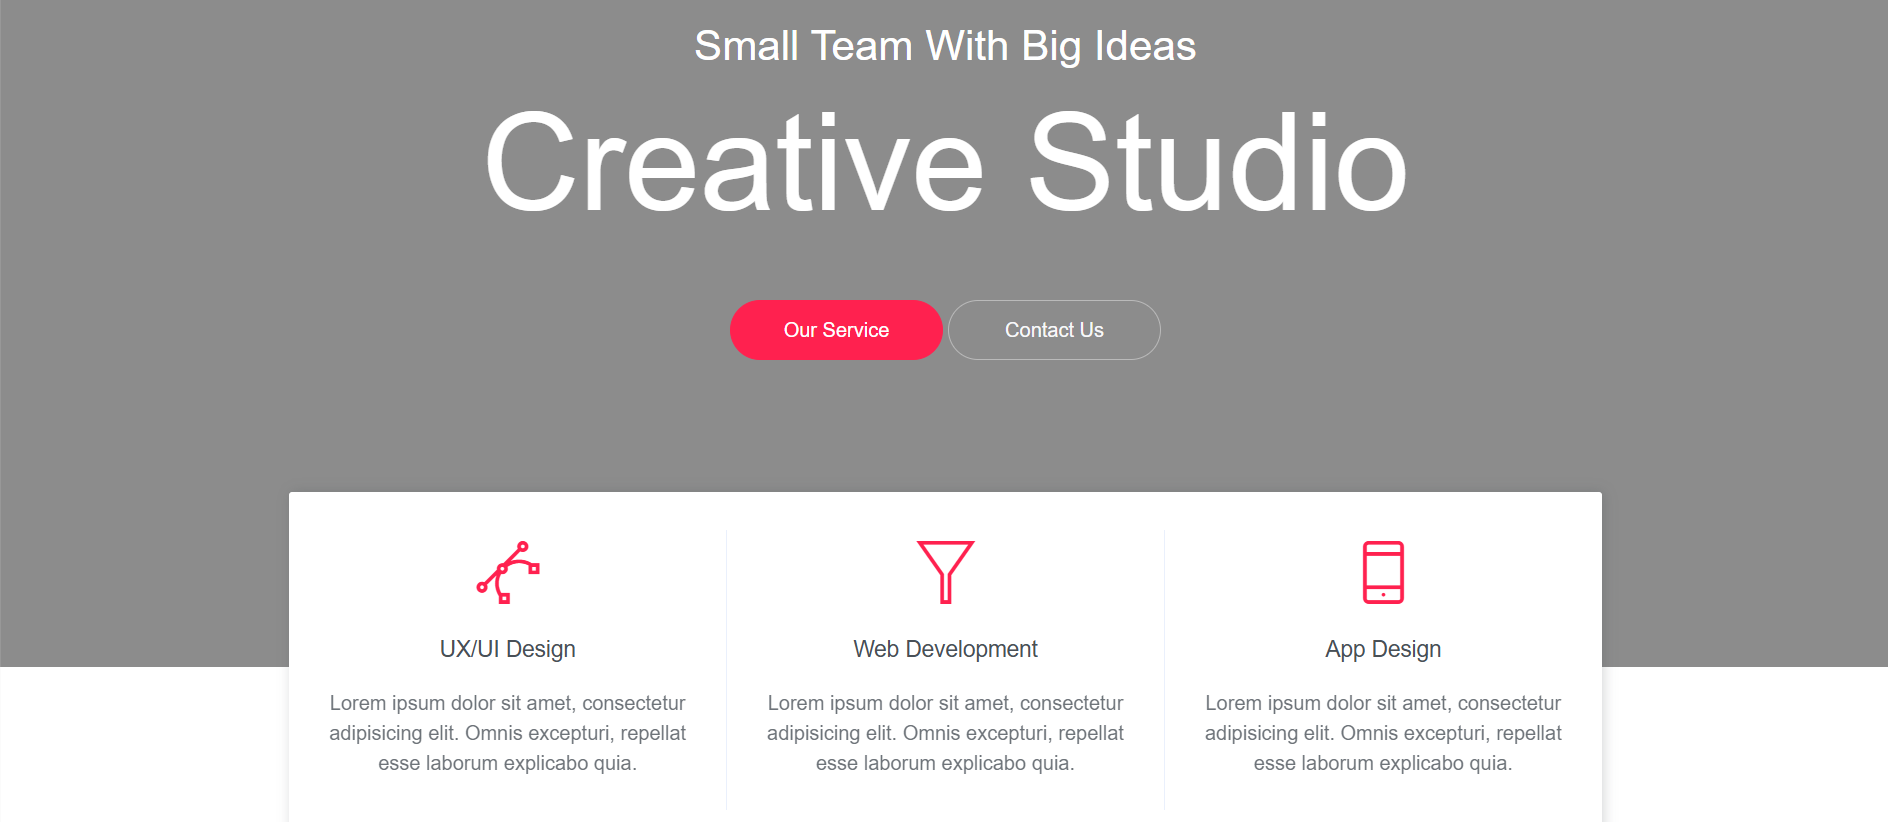 Small Team With Big Ideas
Creative Studio
Our Service
Contact Us
UX/UI Design
Lorem ipsum dolor sit amet, consectetur
adipisicing elit. Omnis excepturi, repellat
esse laborum explicabo quia.
Web Development
Lorem ipsum dolor sit amet, consectetur
adipisicing elit. Omnis excepturi, repellat
esse laborum explicabo quia.
App Design
Lorem ipsum dolor sit amet, consectetur
adipisicing elit. Omnis excepturi, repellat
esse laborum explicabo quia.